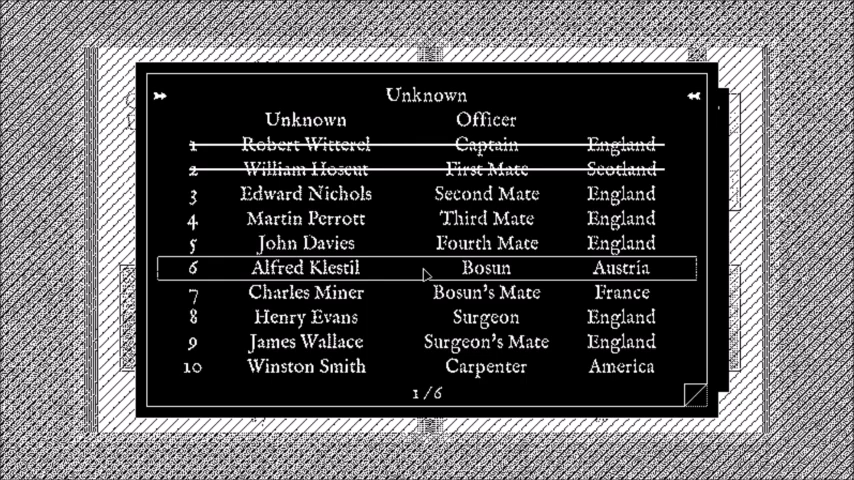 Unknown
Unknown Officer
1 Robert Witterel Captain England
2 William Hoscut First Mate Scotland
3 Edward Nichols Second Mate England
4 Martin Perrott Third Mate England
5 John Davies Fourth Mate England
6 Alfred Klestil Bosun Austria
7 Charles Miner Bosun's Mate France
8 Henry Evans Surgeon England
9 James Wallace Surgeon's Mate England
10 Winston Smith Carpenter America
1/6